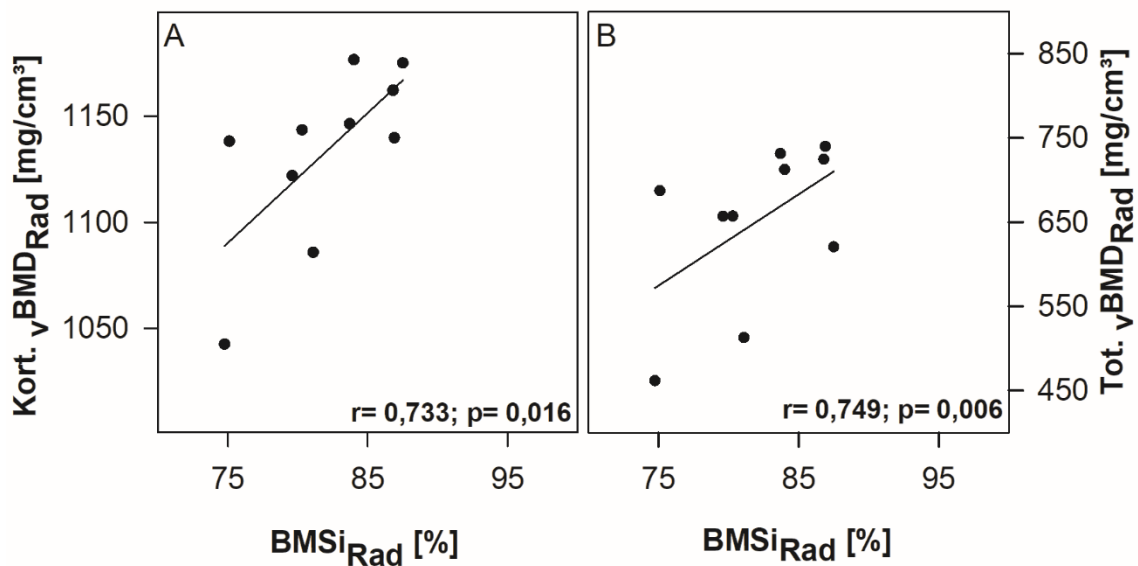 A
B
Kort. vBMDRad [mg/cm³]
1150
1100
1050
r= 0,733; p= 0,016
75 85 95
BMSiRad [%]
850
750
650
550
450
Tot. vBMDRad [mg/cm³]
r= 0,749; p= 0,006
75 85 95
BMSiRad [%]